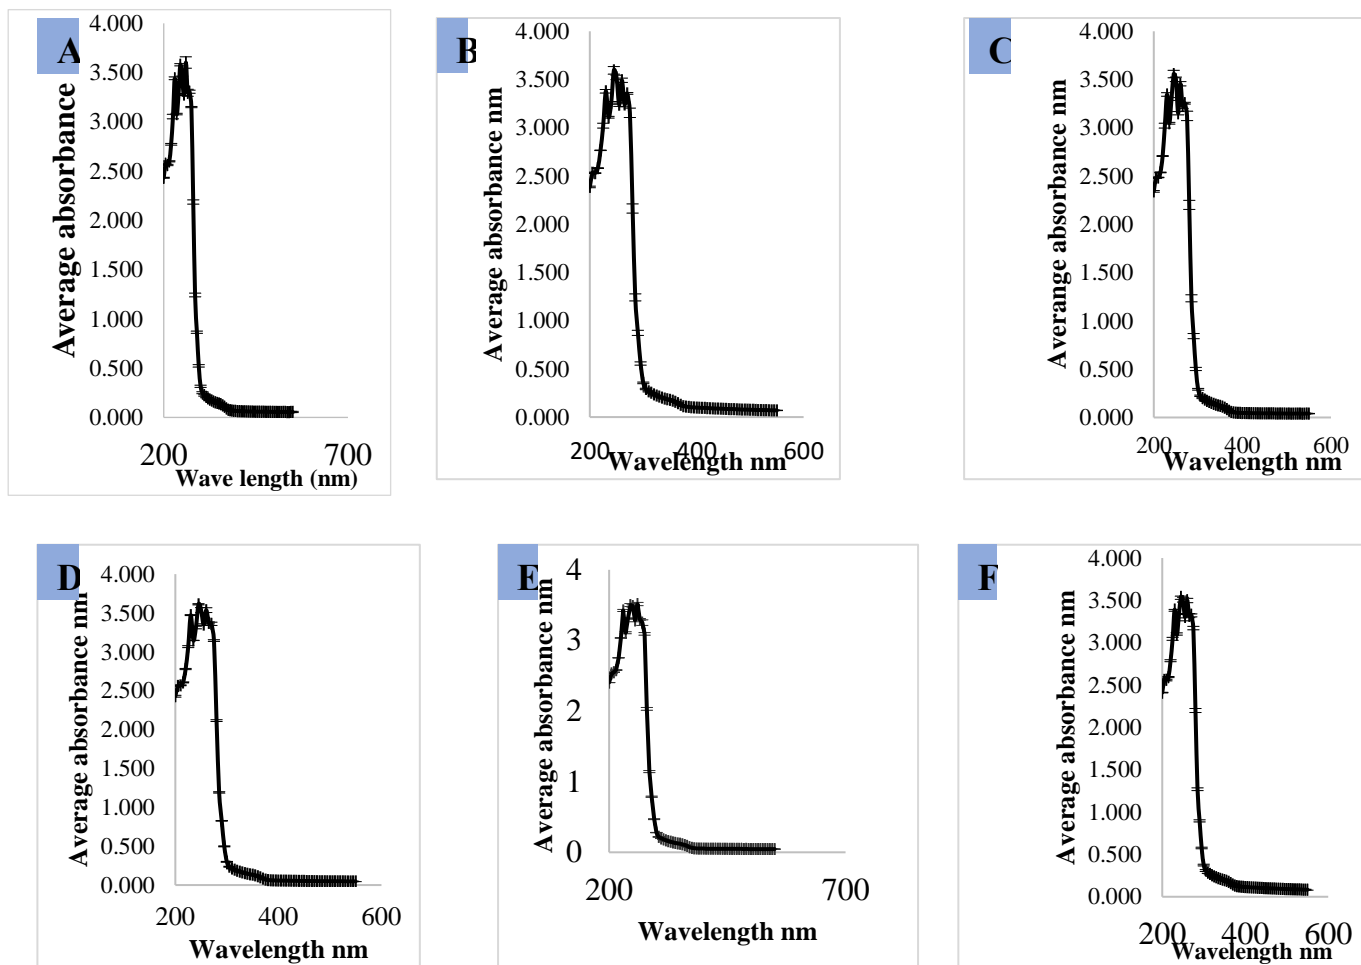 A
Average absorbance
4.000
3.500
3.000
2.500
2.000
1.500
1.000
0.500
0.000
200 700
Wave length (nm)
B
Average absorbance nm
4.000
3.500
3.000
2.500
2.000
1.500
1.000
0.500
0.000
200 400 600
Wavelength nm
C
Averange absorbance nm
4.000
3.500
3.000
2.500
2.000
1.500
1.000
0.500
0.000
200 400 600
Wavelength nm
D
Average absorbance nm
4.000
3.500
3.000
2.500
2.000
1.500
1.000
0.500
0.000
200 400 600
Wavelength nm
E
Average absorbance nm
4
3
2
1
0
200 700
Wavelength nm
F
Average absorbance nm
4.000
3.500
3.000
2.500
2.000
1.500
1.000
0.500
0.000
200 400 600
Wavelength nm